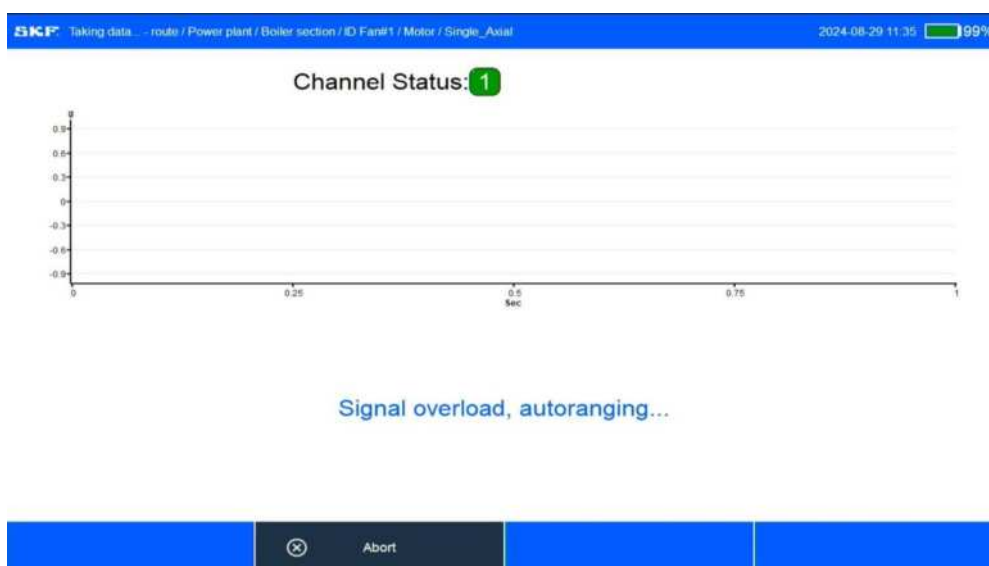 SKF. Taking data... - route / Power plant / Boiler section / ID Fan#1 / Motor / Single_Axial 2024-08-29 11:35 99%
Channel Status: 1
g
0.9
0.6
0.3
0
-0.3
-0.6
-0.9
0 0.25 0.5 0.75 1
Sec
Signal overload, autoranging...
Abort